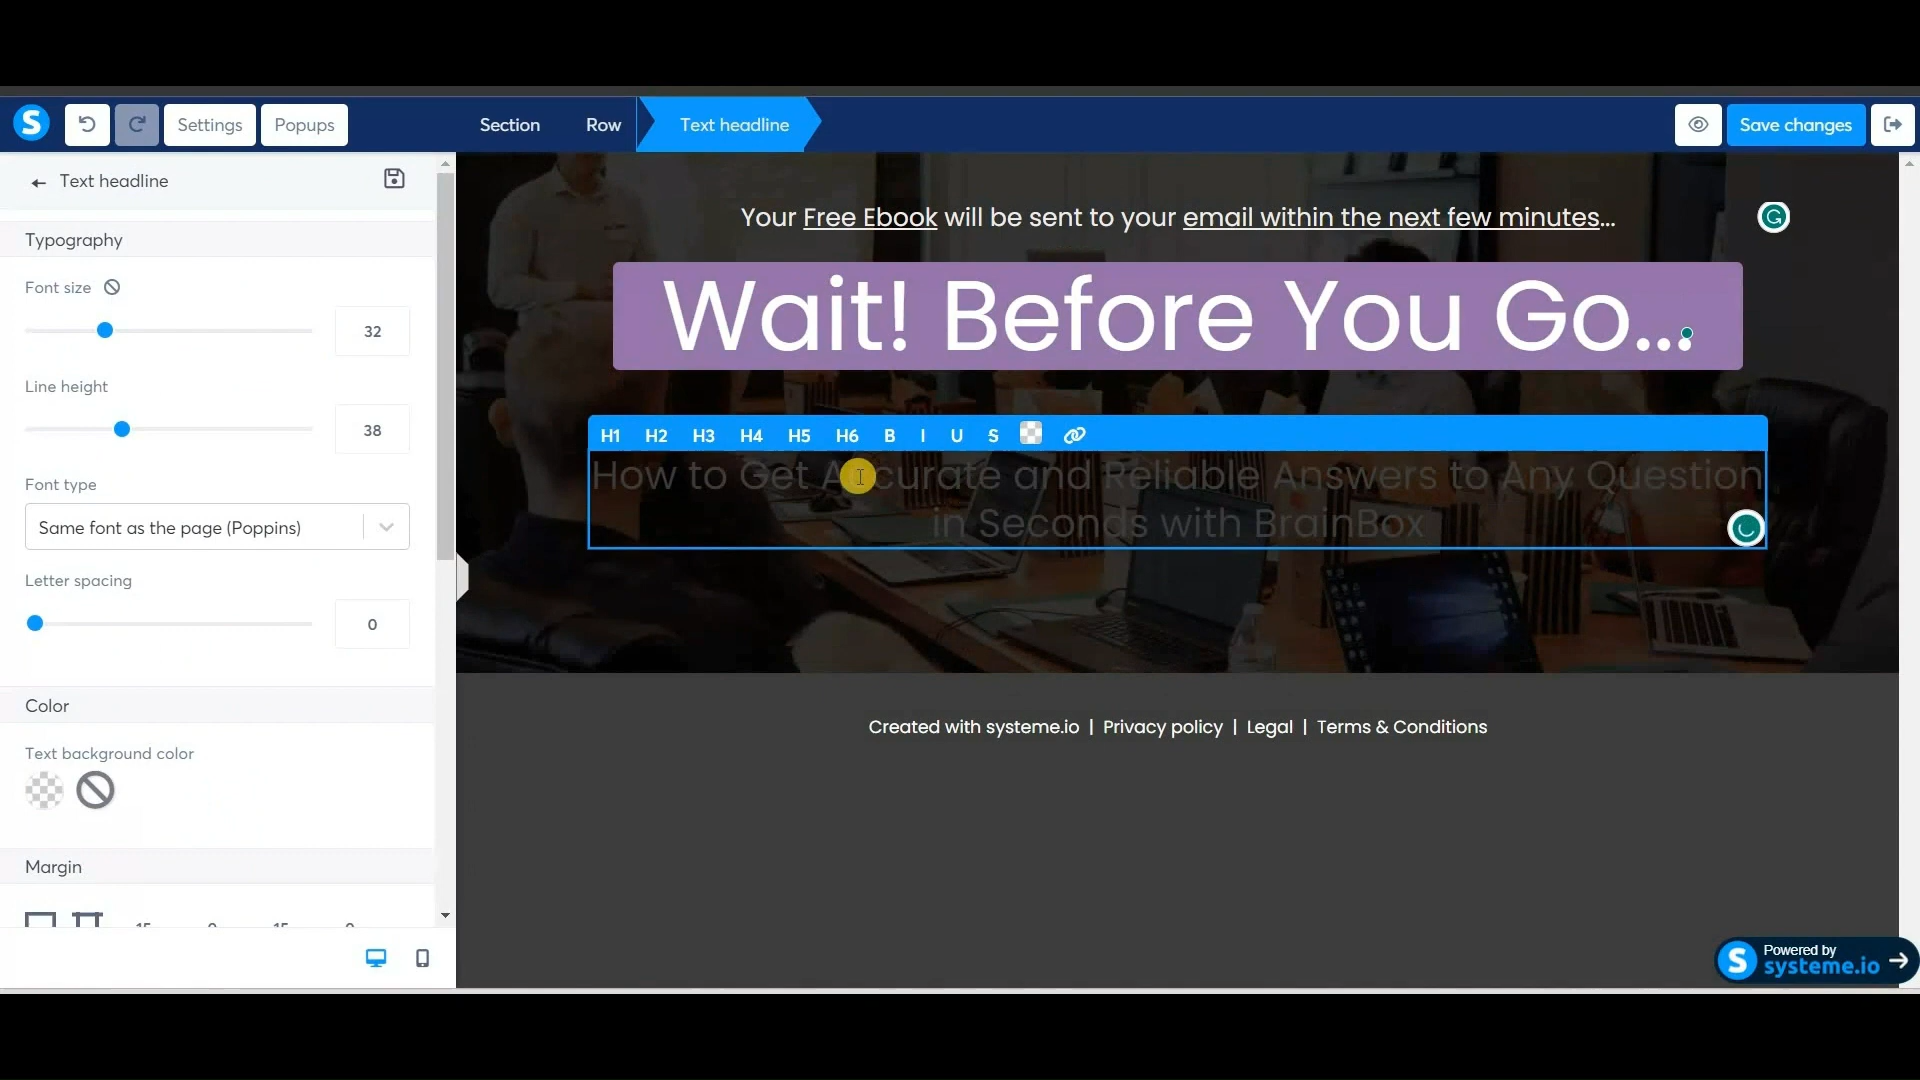 S
Settings
Popups
Section
Row
Text headline
Save changes
Text headline
Typography
Font size
32
Line height
38
Font type
Same font as the page (Poppins)
Letter spacing
0
Color
Text background color
Margin
Your Free Ebook will be sent to your email within the next few minutes...
Wait! Before You Go...
H1 H2 H3 H4 H5 H6 B I U S
How to Get Accurate and Reliable Answers to Any Question
in Seconds with BrainBox
Created with systeme.io | Privacy policy | Legal | Terms & Conditions
S
Powered by
systeme.io